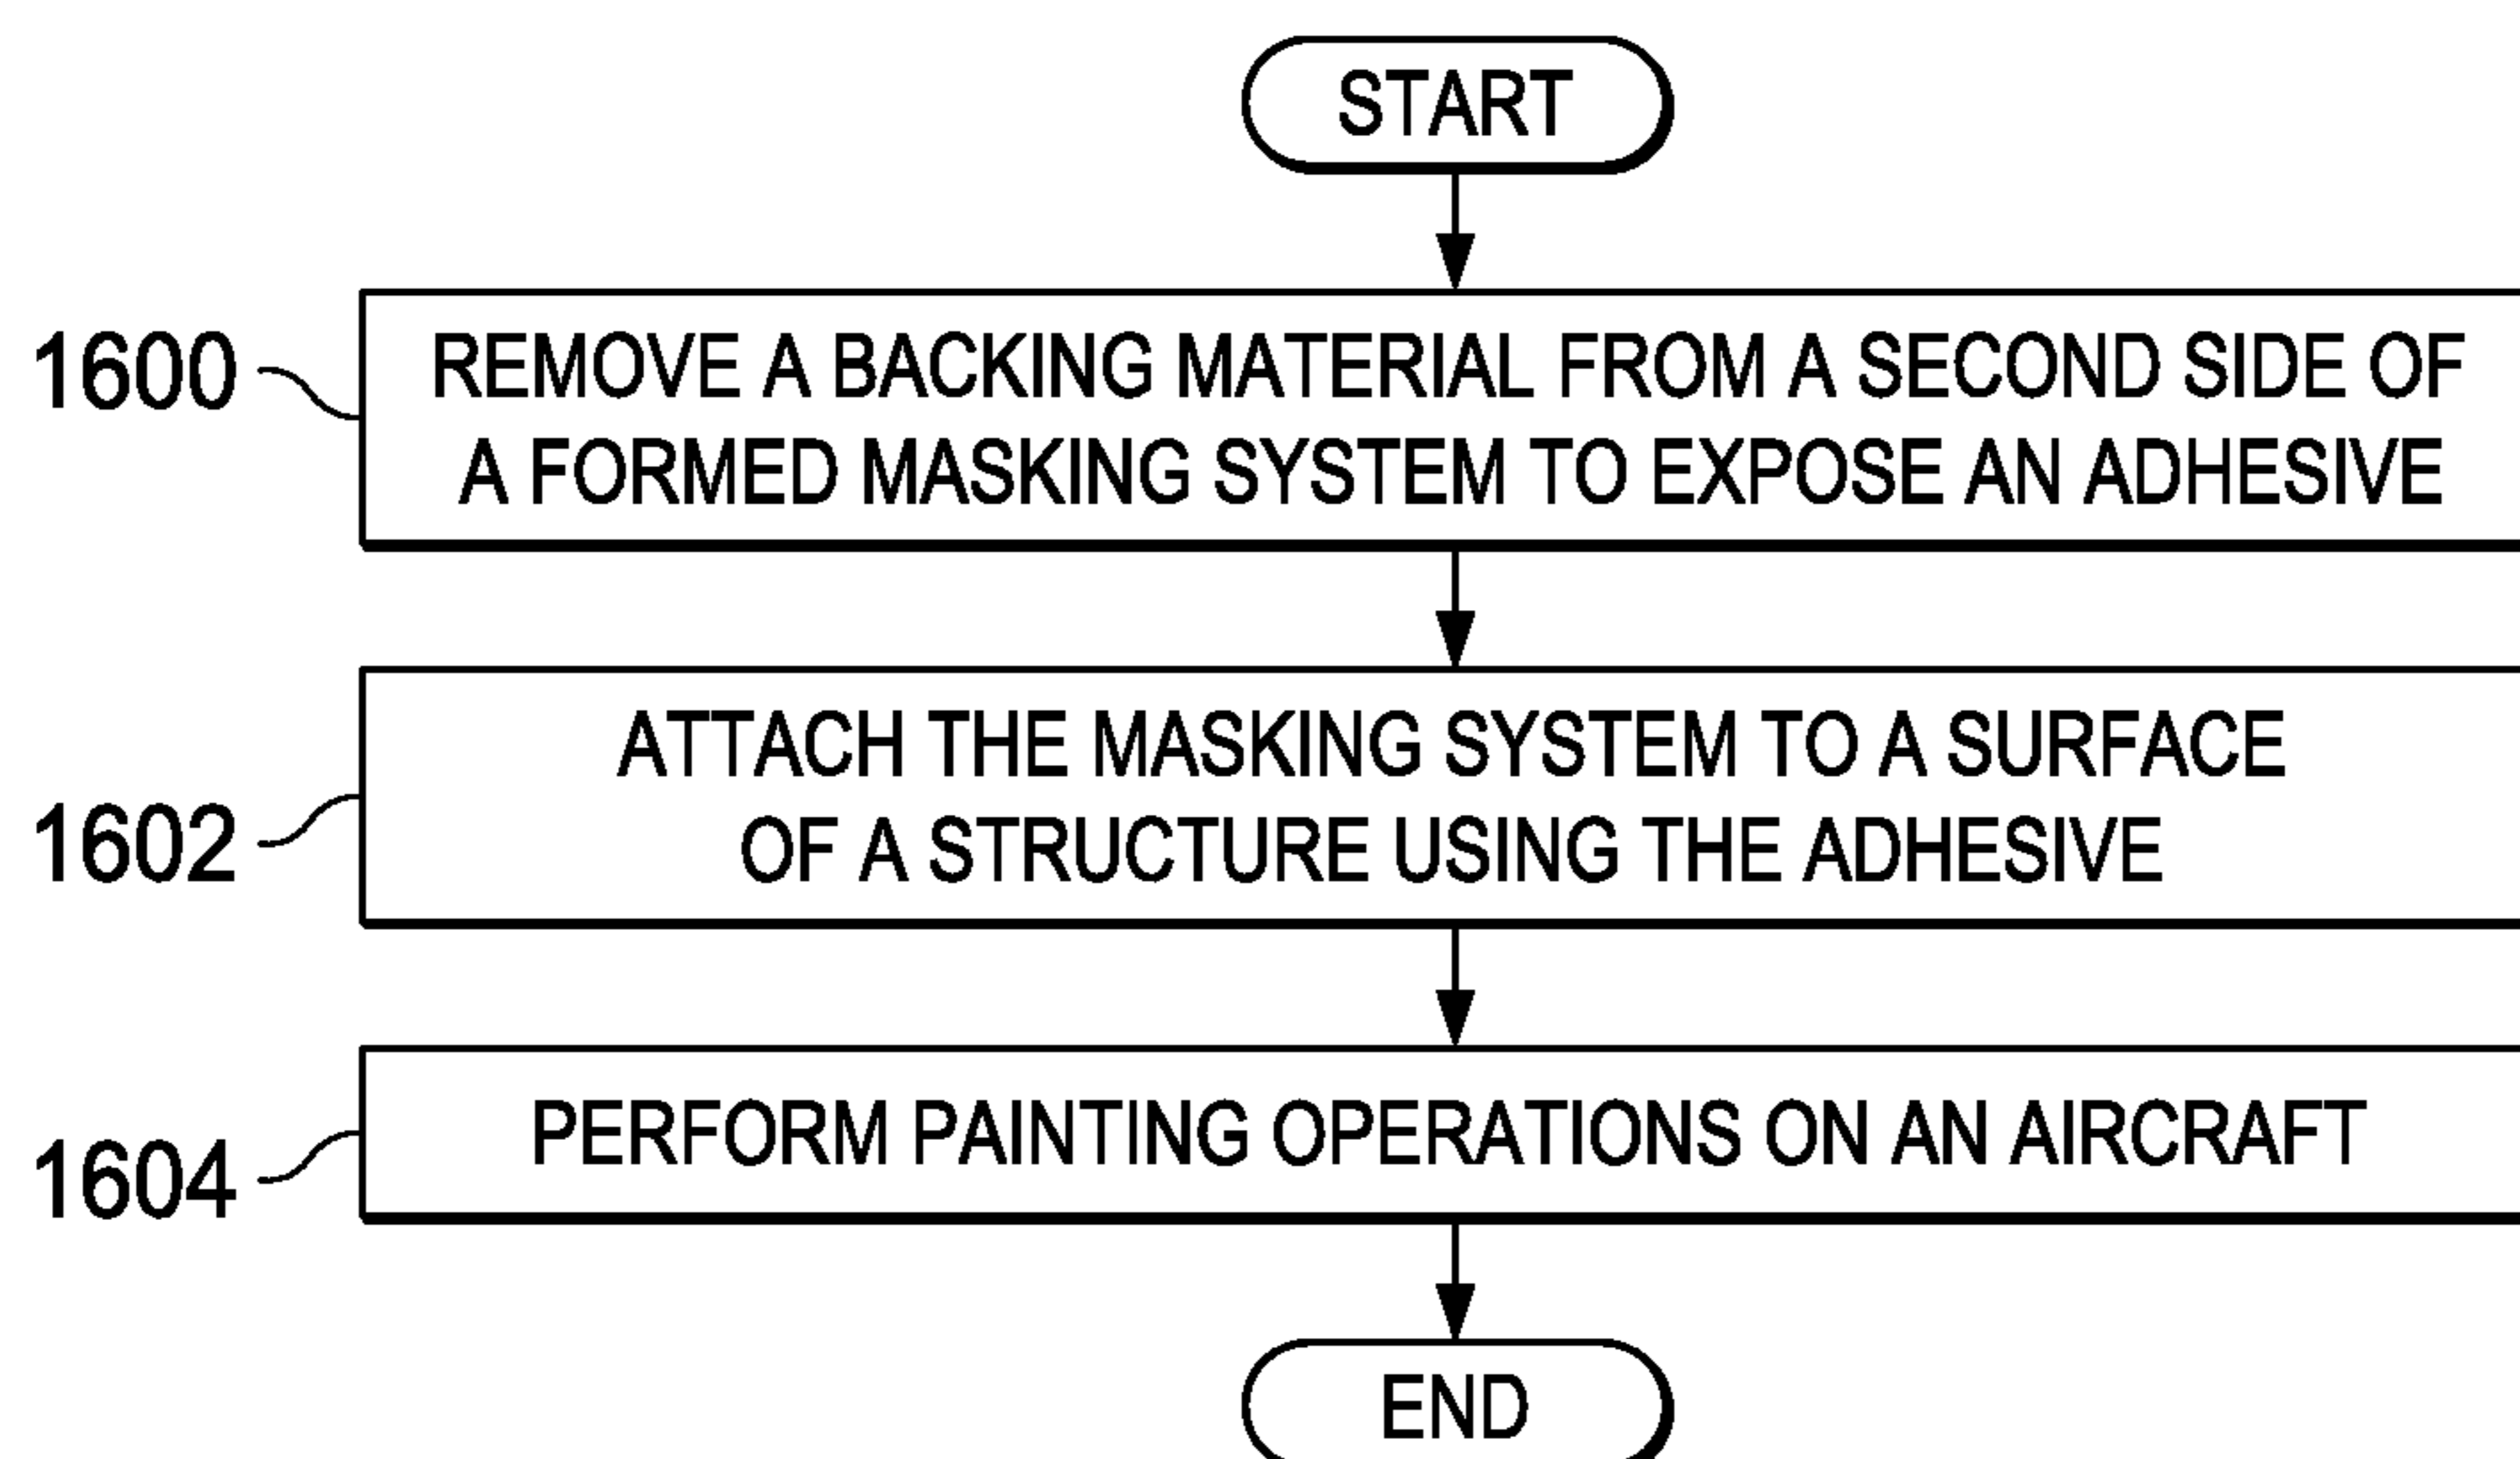 START
1600
REMOVE A BACKING MATERIAL FROM A SECOND SIDE OF
A FORMED MASKING SYSTEM TO EXPOSE AN ADHESIVE
1602
ATTACH THE MASKING SYSTEM TO A SURFACE
OF A STRUCTURE USING THE ADHESIVE
1604
PERFORM PAINTING OPERATIONS ON AN AIRCRAFT
END